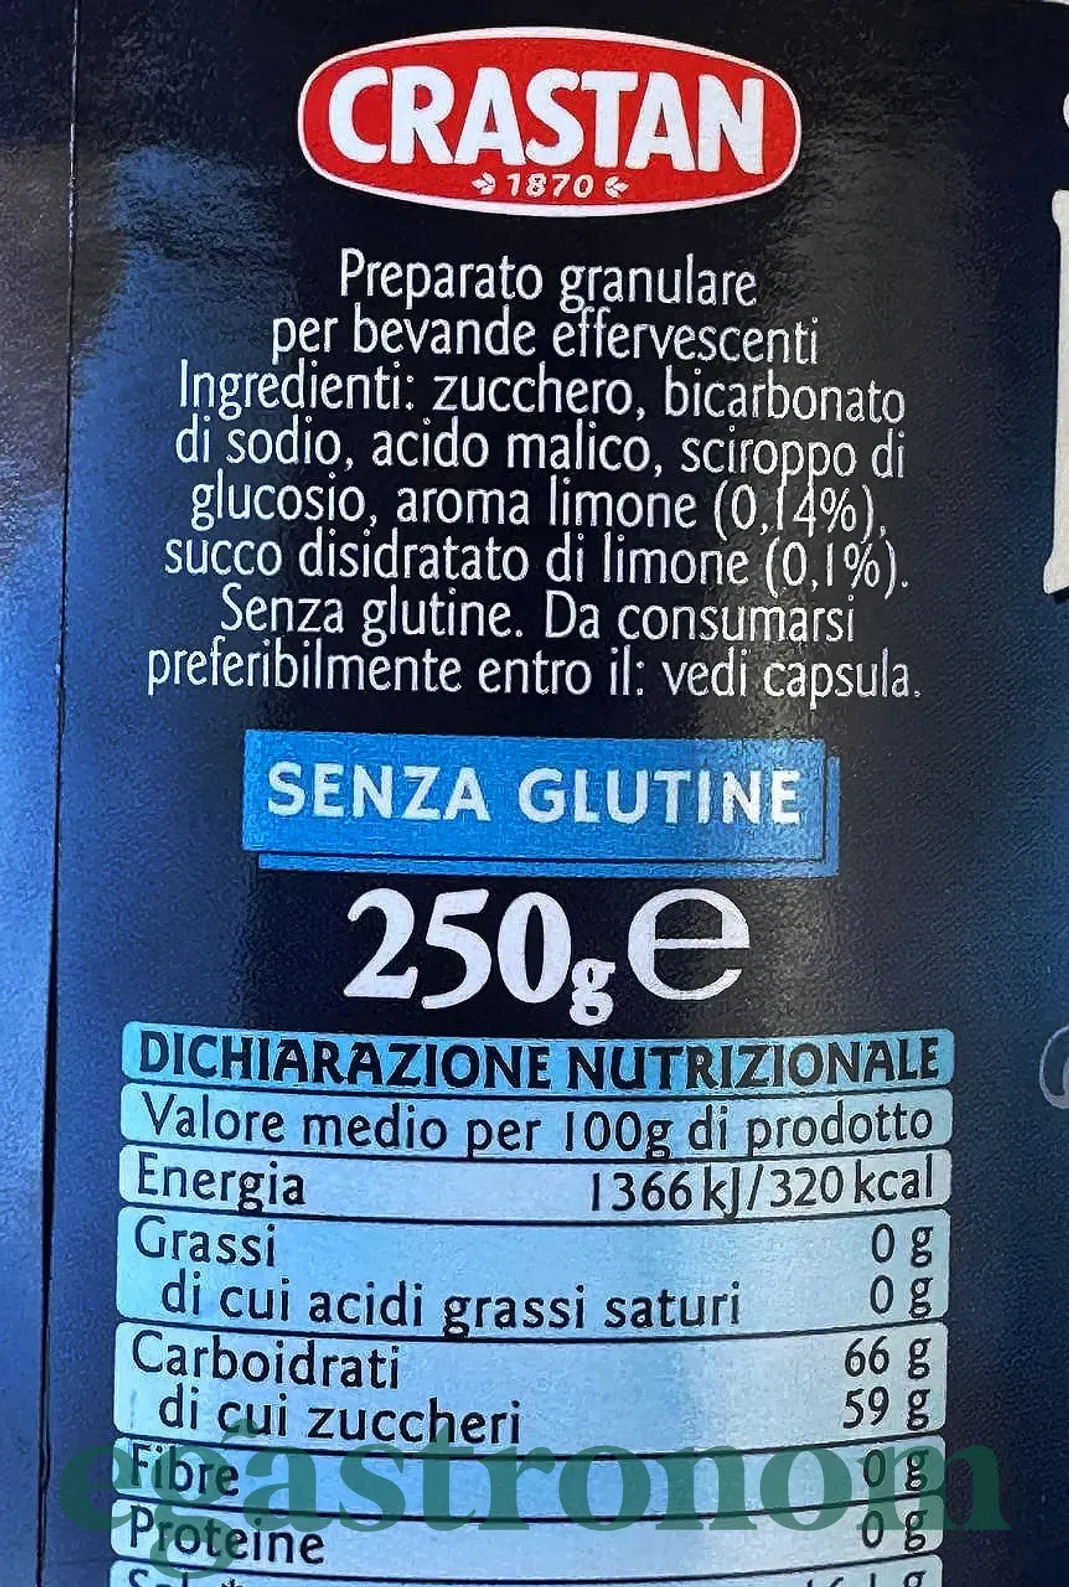 CRASTAN
1870
Preparato granulare
per bevande effervescenti
Ingredienti: zucchero, bicarbonato
di sodio, acido malico, sciroppo di
glucosio, aroma limone (0,14%),
succo disidratato di limone (0,1%).
Senza glutine. Da consumarsi
preferibilmente entro il: vedi capsula.
SENZA GLUTINE
250g e
DICHIARAZIONE NUTRIZIONALE
Valore medio per 100g di prodotto
Energia 1366 kJ/320 kcal
Grassi 0 g
di cui acidi grassi saturi 0 g
Carboidrati 66 g
di cui zuccheri 59 g
Fibre 0 g
egastronom
Proteine 0 g